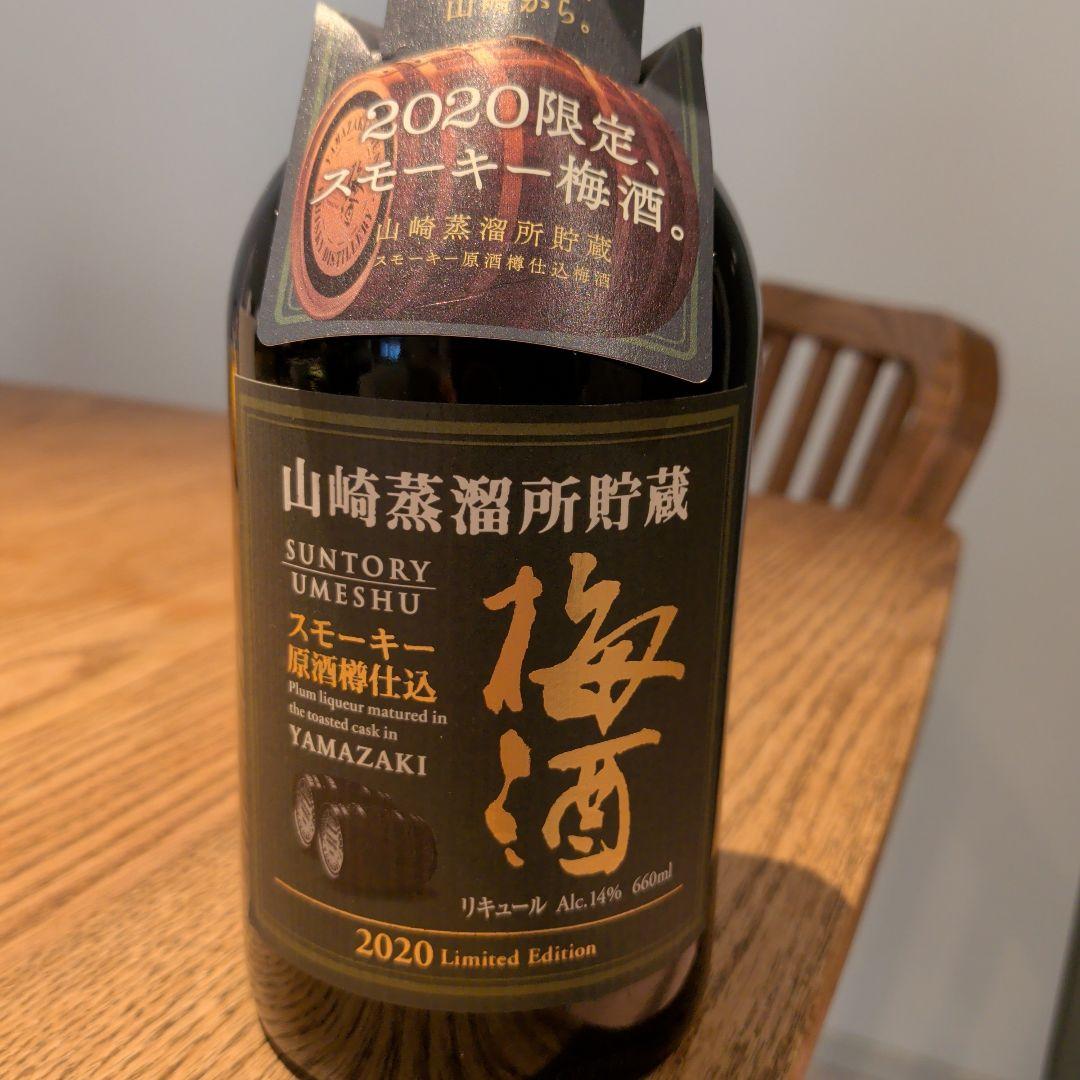 山崎から。
2020限定、
スモーキー梅酒。
山崎蒸溜所貯蔵
スモーキー原酒樽仕込梅酒
YAMAZAKI
DISTILLERY
山崎蒸溜所貯蔵
SUNTORY
UMESHU
スモーキー
原酒樽仕込
Plum liqueur matured in
the toasted cask in
YAMAZAKI
梅酒
リキュール Alc.14% 660ml
2020 Limited Edition